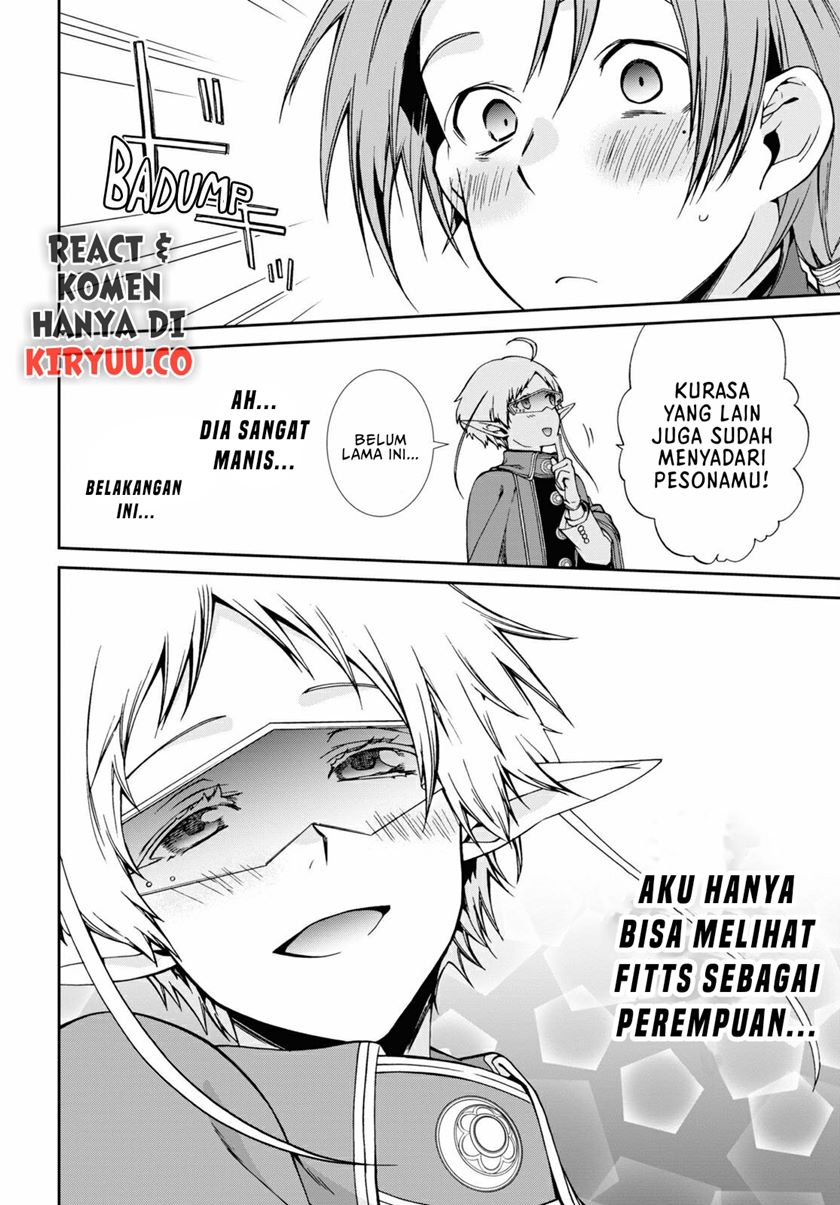 BADUMP
REACT &
KOMEN
HANYA DI
KIRYUU.CO
KURASA
YANG LAIN
JUGA SUDAH
MENYADARI
PESONAMU!
BELUM
LAMA INI...
AH...
DIA SANGAT
MANIS...
BELAKANGAN
INI...
AKU HANYA
BISA MELIHAT
FITTS SEBAGAI
PEREMPUAN...